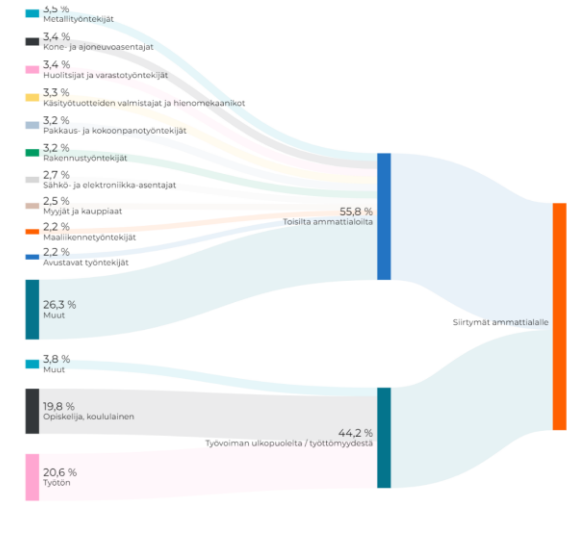 3,5 %
Metallityöntekijät
3,4 %
Kone- ja ajoneuvoasentajat
3,4 %
Huolitsijat ja varastotyöntekijät
3,3 %
Käsityötuotteiden valmistajat ja hienomekaanikot
3,2 %
Pakkaus- ja kokoonpanotyöntekijät
3,2 %
Rakennustyöntekijät
2,7 %
Sähkö- ja elektroniikka-asentajat
2,5 %
Myyjät ja kauppiaat
2,2 %
Maaliikennetyöntekijät
2,2 %
Avustavat työntekijät
26,3 %
Muut
3,8 %
Muut
19,8 %
Opiskelija, koululainen
20,6 %
Työtön
55,8 %
Toisilta ammattialoilta
44,2 %
Työvoiman ulkopuolelta / työttömyydestä
Siirtymät ammattialalle